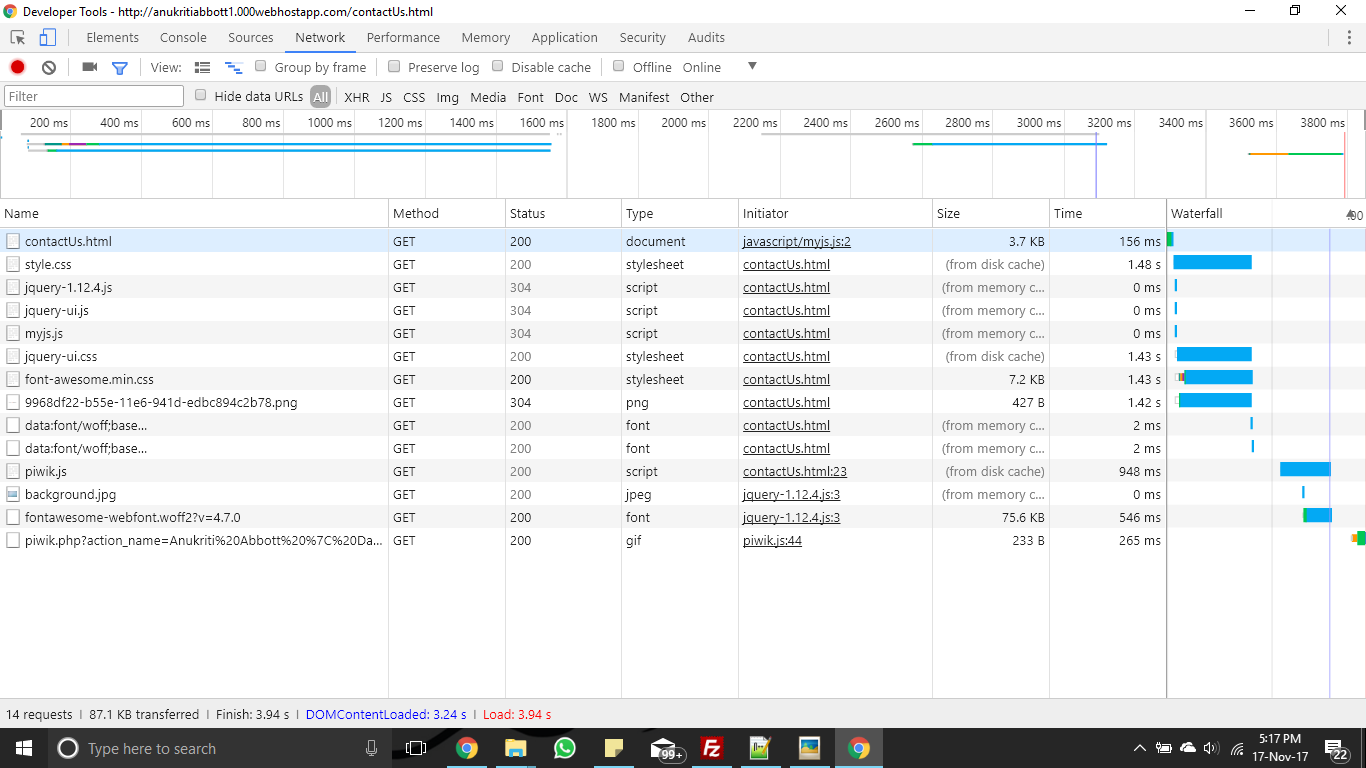 Developer Tools - http://anukritiabbott1.000webhostapp.com/contactUs.html
Elements Console Sources Network Performance Memory Application Security Audits
View: Group by frame Preserve log Disable cache Offline Online
Filter Hide data URLs All XHR JS CSS Img Media Font Doc WS Manifest Other
200 ms 400 ms 600 ms 800 ms 1000 ms 1200 ms 1400 ms 1600 ms 1800 ms 2000 ms 2200 ms 2400 ms 2600 ms 2800 ms 3000 ms 3200 ms 3400 ms 3600 ms 3800 ms
Name Method Status Type Initiator Size Time Waterfall
contactUs.html GET 200 document javascript/myjs.js:2 3.7 KB 156 ms
style.css GET 200 stylesheet contactUs.html (from disk cache) 1.48 s
jquery-1.12.4.js GET 304 script contactUs.html (from memory c... 0 ms
jquery-ui.js GET 304 script contactUs.html (from memory c... 0 ms
myjs.js GET 304 script contactUs.html (from memory c... 0 ms
jquery-ui.css GET 200 stylesheet contactUs.html (from disk cache) 1.43 s
font-awesome.min.css GET 200 stylesheet contactUs.html 7.2 KB 1.43 s
9968df22-b55e-11e6-941d-edbc894c2b78.png GET 304 png contactUs.html 427 B 1.42 s
data:font/woff;base... GET 200 font contactUs.html (from memory c... 2 ms
data:font/woff;base... GET 200 font contactUs.html (from memory c... 2 ms
piwik.js GET 200 script contactUs.html:23 (from disk cache) 948 ms
background.jpg GET 200 jpeg jquery-1.12.4.js:3 (from memory c... 0 ms
fontawesome-webfont.woff2?v=4.7.0 GET 200 font jquery-1.12.4.js:3 75.6 KB 546 ms
piwik.php?action_name=Anukriti%20Abbott%20%7C%20Da... GET 200 gif piwik.js:44 233 B 265 ms
14 requests | 87.1 KB transferred | Finish: 3.94 s | DOMContentLoaded: 3.24 s | Load: 3.94 s
Type here to search 99+ 5:17 PM
17-Nov-17 22